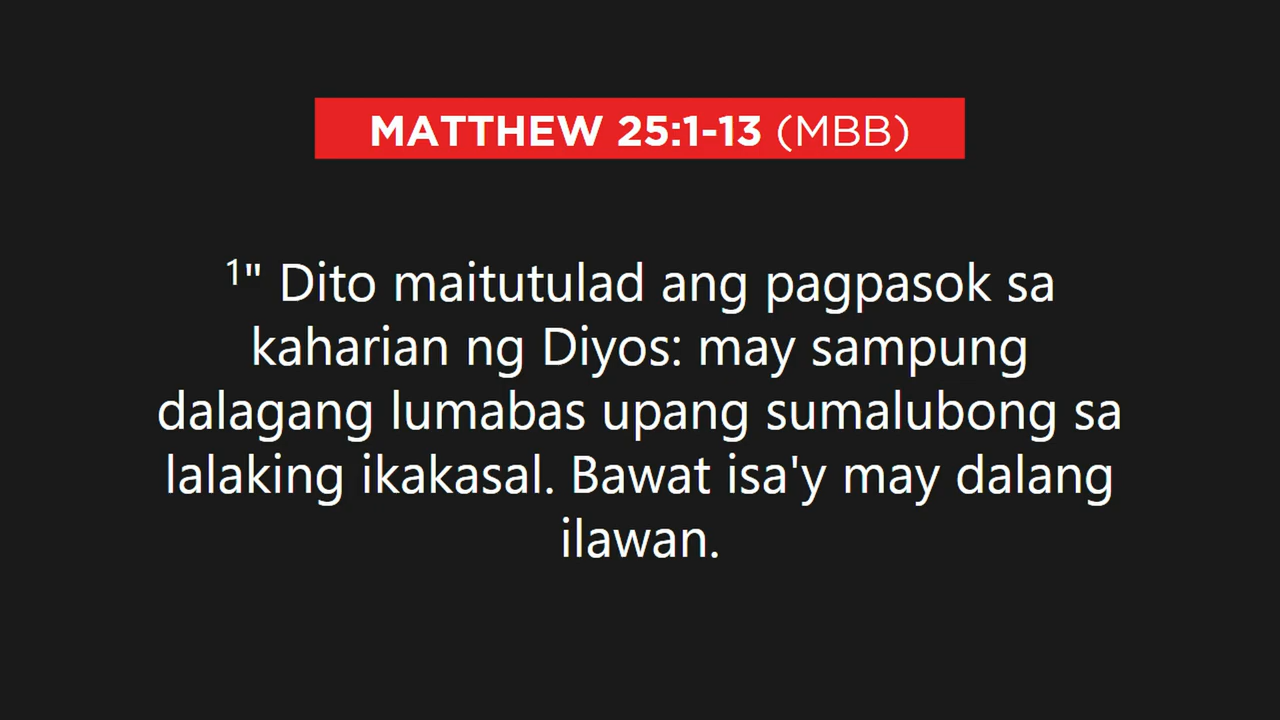 MATTHEW 25:1-13 (MBB)
¹" Dito maitutulad ang pagpasok sa
kaharian ng Diyos: may sampung
dalagang lumabas upang sumalubong sa
lalaking ikakasal. Bawat isa'y may dalang
ilawan.